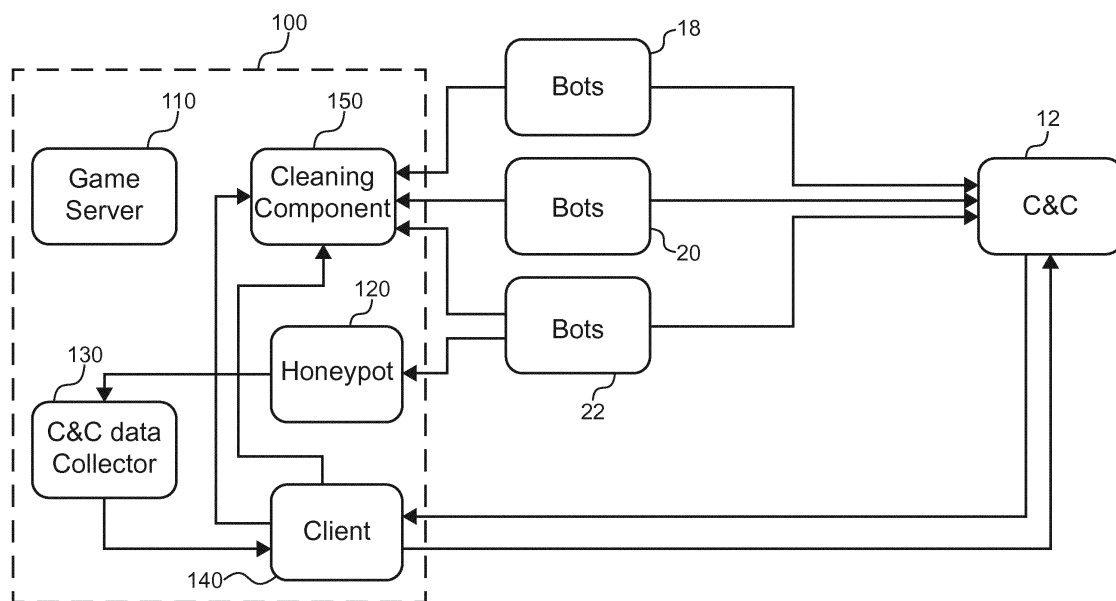 100
18
110
150
12
Bots
Game
Server
Cleaning
Component
Bots
C&C
20
120
Bots
130
Honeypot
22
C&C data
Collector
Client
140